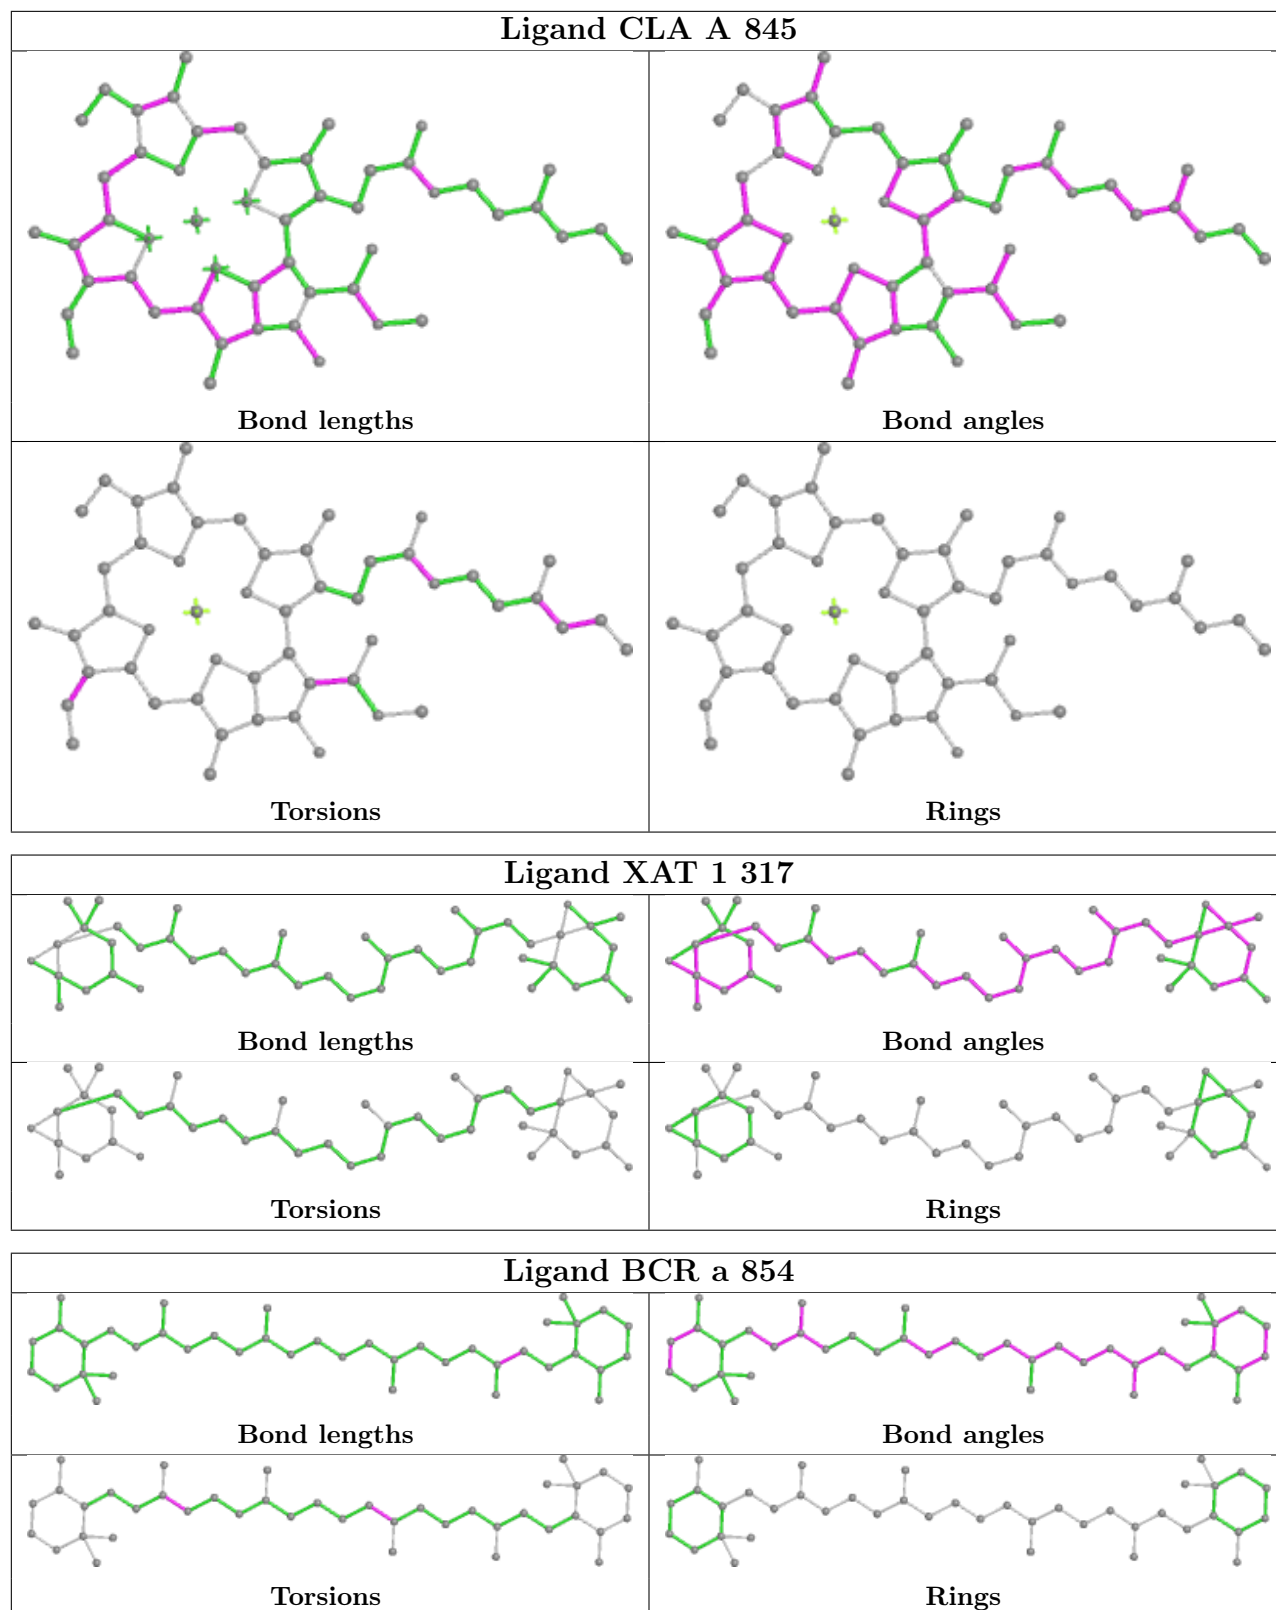 Ligand CLA A 845
Bond lengths
Bond angles
Torsions
Rings
Ligand XAT 1 317
Bond lengths
Bond angles
Torsions
Rings
Ligand BCR a 854
Bond lengths
Bond angles
Torsions
Rings